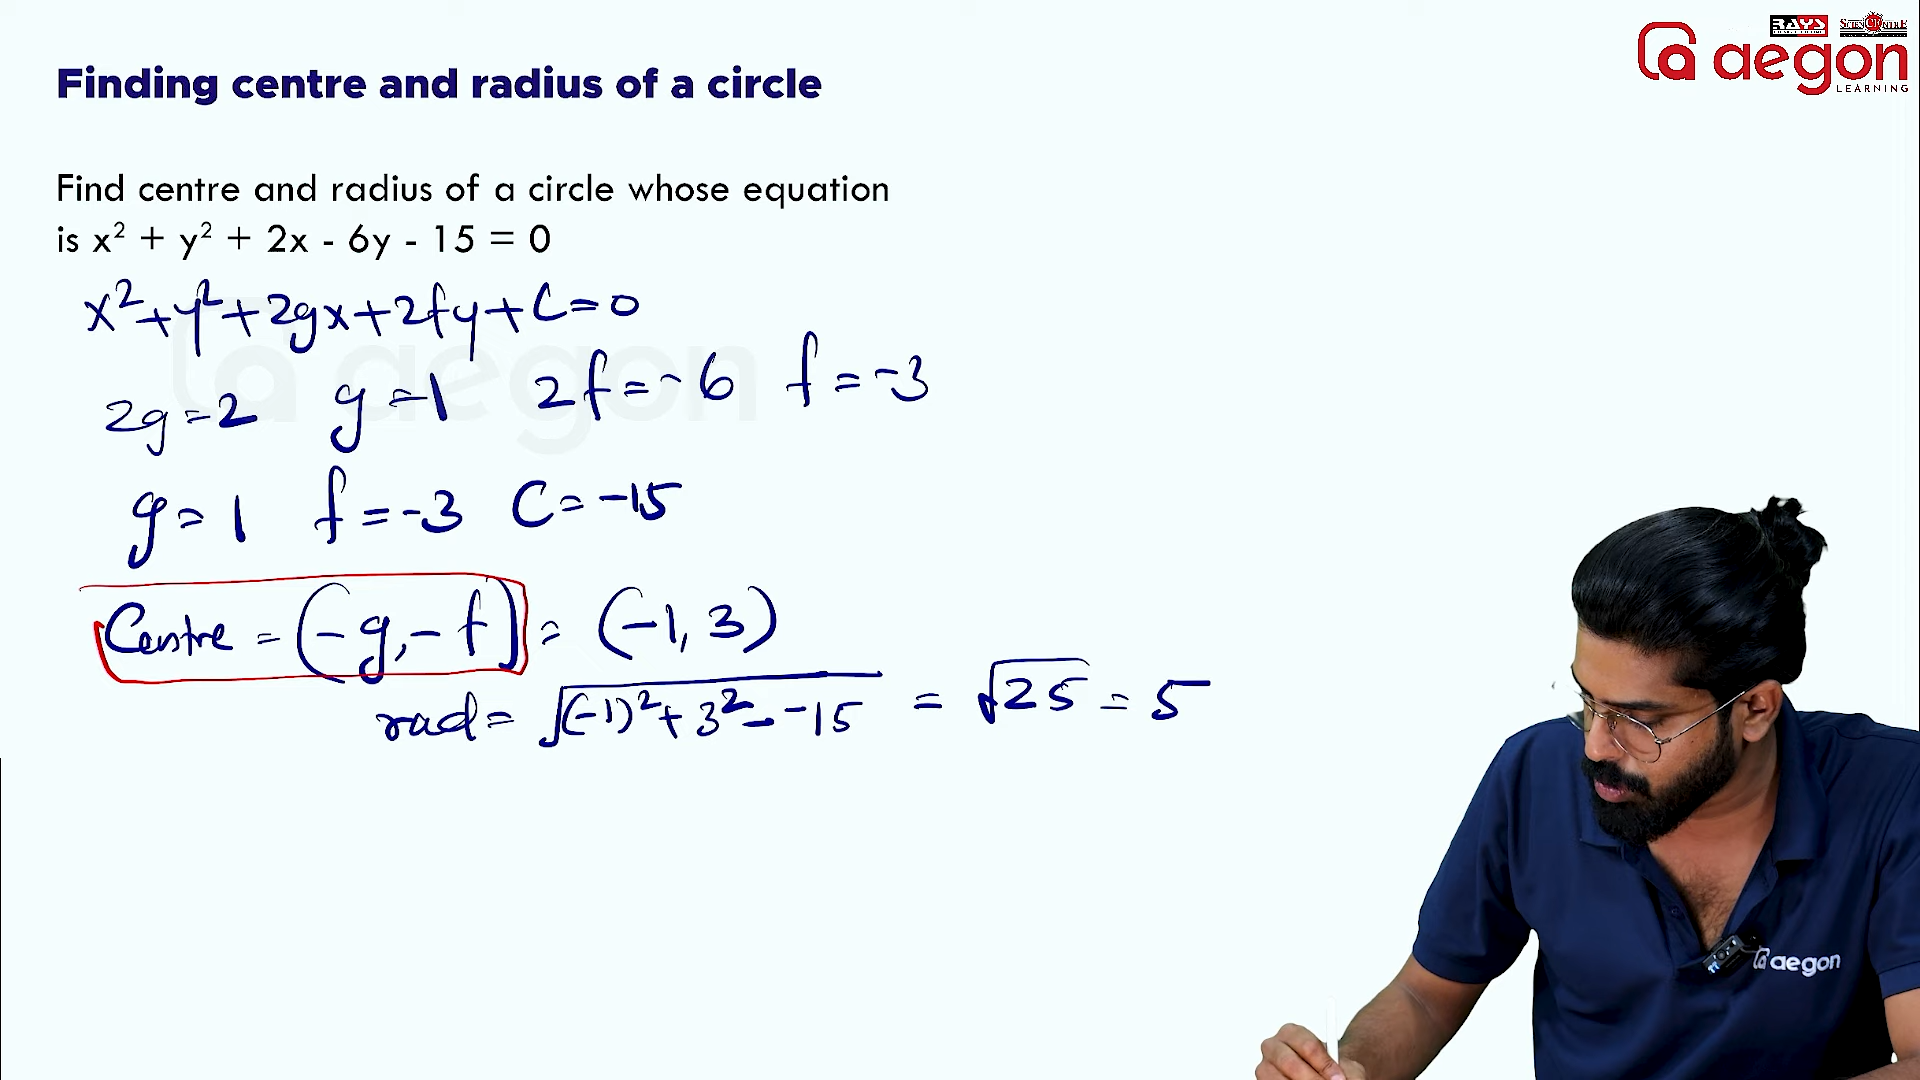 RAYS
aegon
LEARNING
Finding centre and radius of a circle
Find centre and radius of a circle whose equation
is x² + y² + 2x - 6y - 15 = 0
x²+y²+2gx+2fy+C=0
2g=2 g=1 2f=-6 f=-3
g=1 f=-3 C=-15
Centre = (-g,-f) = (-1, 3)
rad = √(-1)²+3²--15 = √25 = 5
aegon
aegon